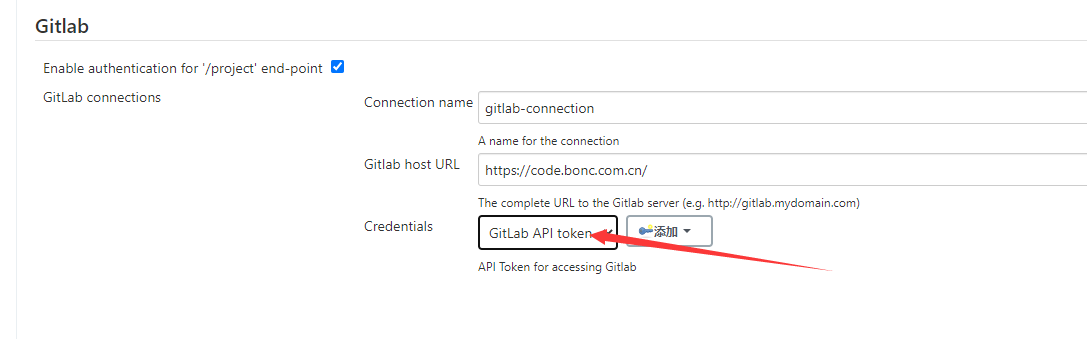 Gitlab
Enable authentication for '/project' end-point
GitLab connections
Connection name
gitlab-connection
A name for the connection
Gitlab host URL
https://code.bonc.com.cn/
The complete URL to the Gitlab server (e.g. http://gitlab.mydomain.com)
Credentials
GitLab API token
添加
API Token for accessing Gitlab